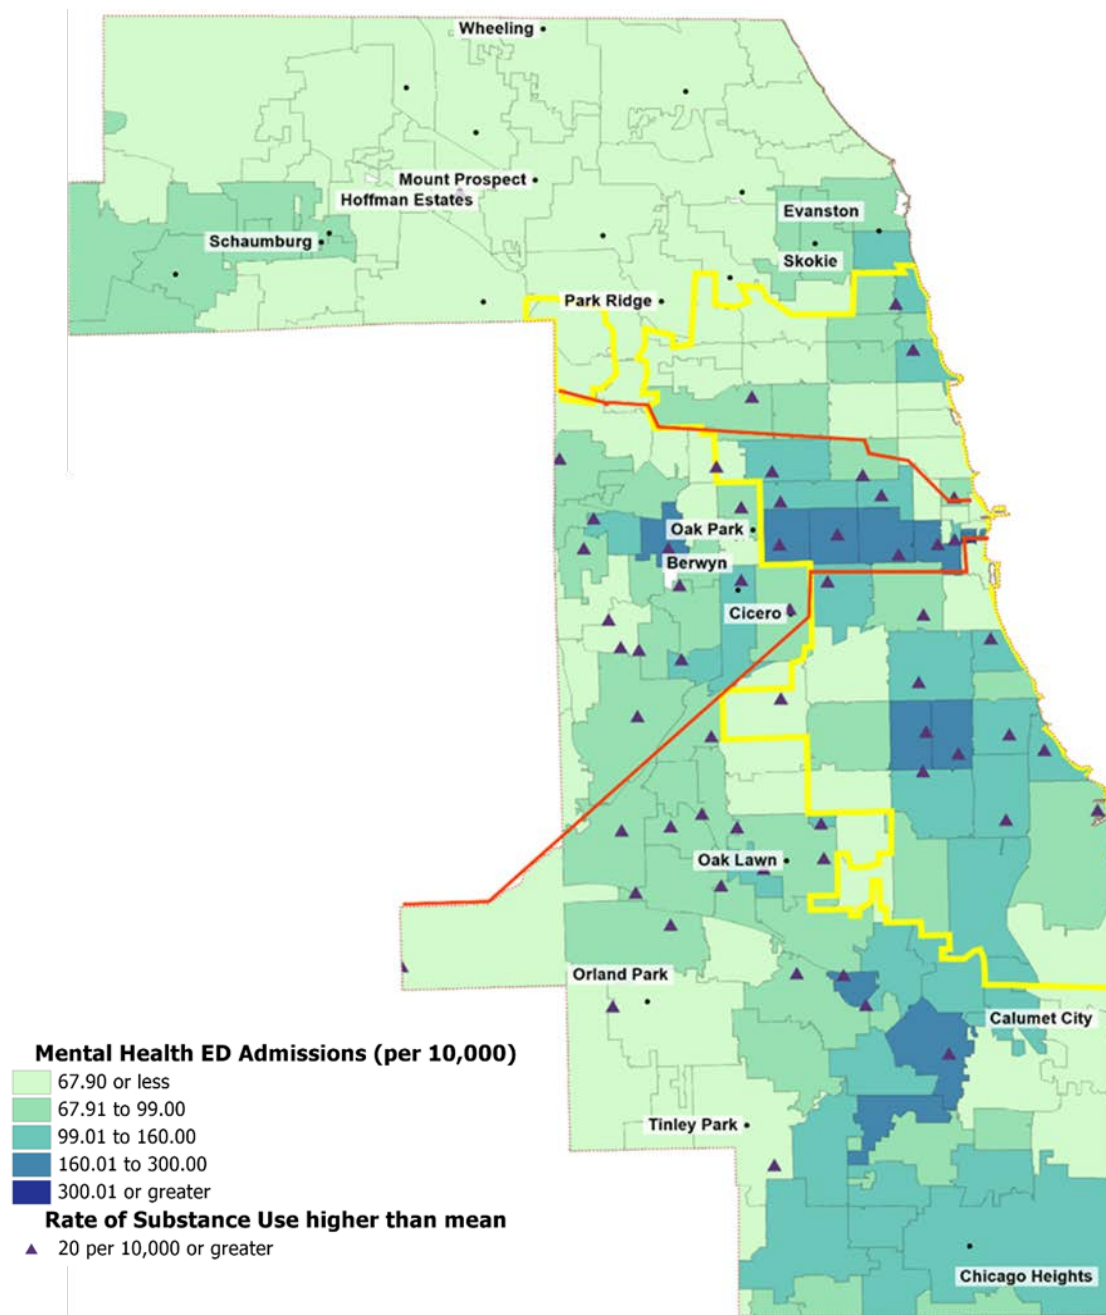 Wheeling
Mount Prospect
Hoffman Estates
Evanston
Schaumburg
Skokie
Park Ridge
Oak Park
Berwyn
Cicero
Oak Lawn
Orland Park
Calumet City
Mental Health ED Admissions (per 10,000)
67.90 or less
67.91 to 99.00
99.01 to 160.00
160.01 to 300.00
300.01 or greater
Tinley Park
Rate of Substance Use higher than mean
20 per 10,000 or greater
Chicago Heights